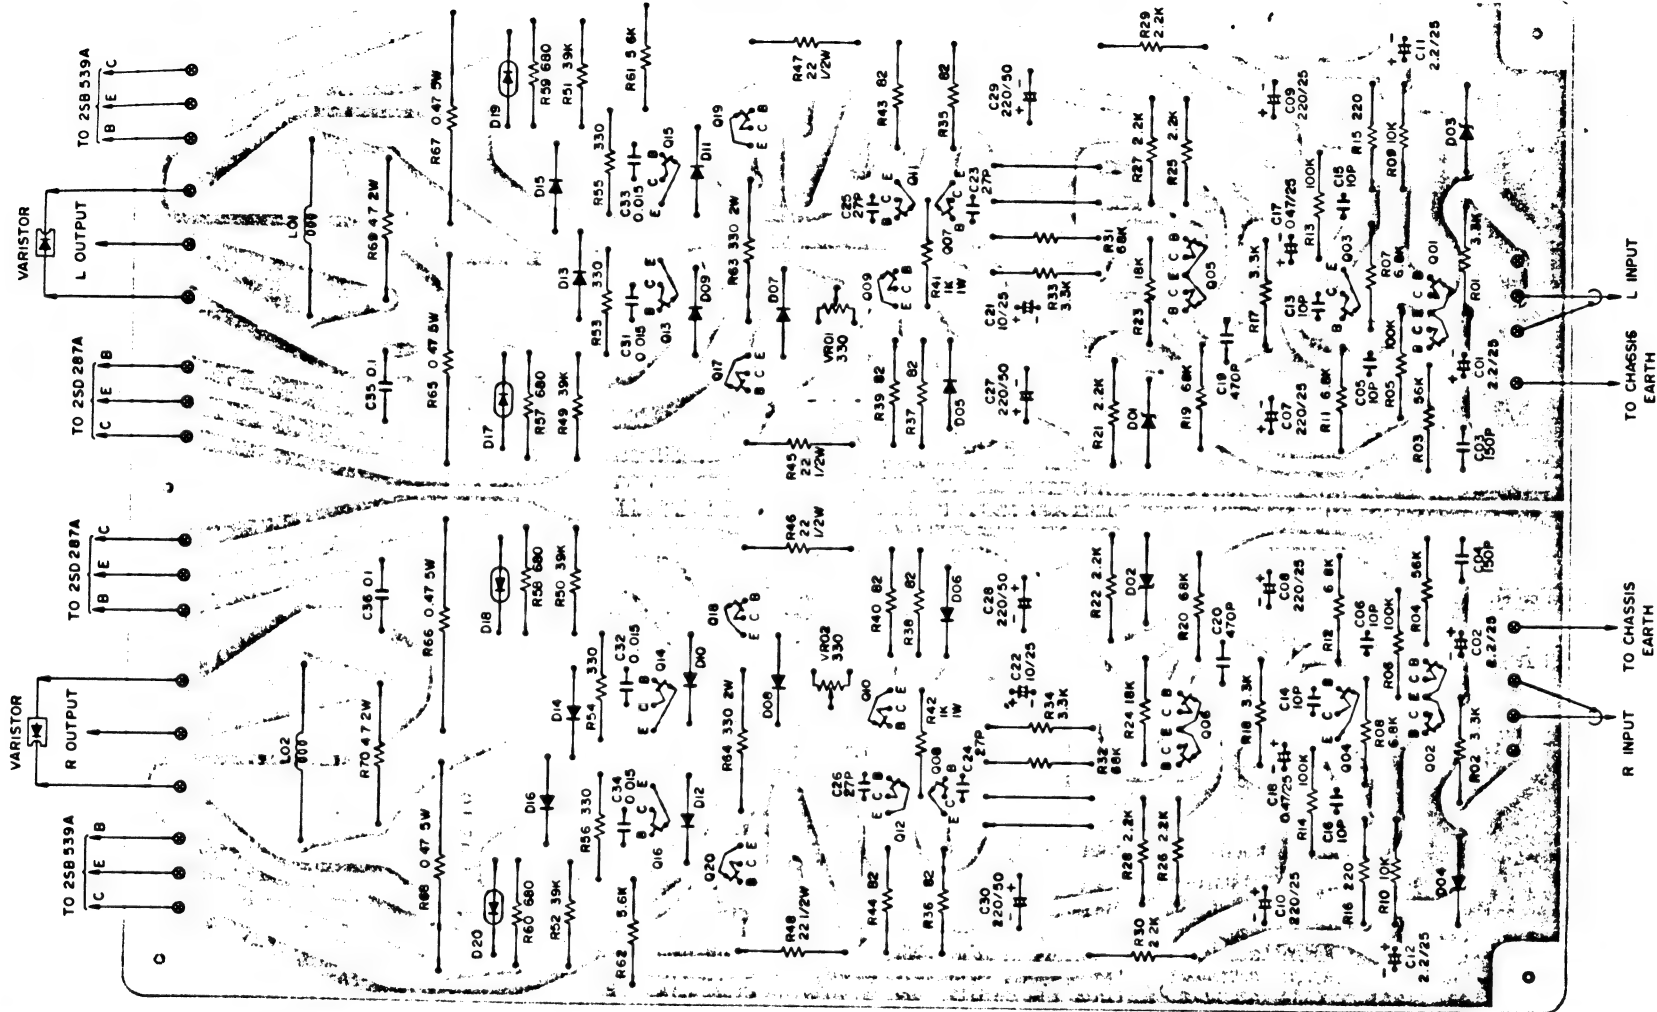 VARISTOR
VARISTOR
R OUTPUT
L OUTPUT
TO 2SB 539A
TO 2SD 287A
TO 2SD 287A
TO 2SB 539A
C E B
B E C
C E B
B E C
L02
L01
R70 4.7 2W
C36 0.1
C35 0.1
R69 4.7 2W
R68 0.47 5W
R66 0.47 5W
R65 0.47 5W
R67 0.47 5W
D20
D18
D17
D19
R60 680
R58 680
R57 680
R59 680
R52 39K
D16
D14
R50 39K
R49 39K
D13
D15
R51 39K
R62 5.6K
R56 330
R54 330
R53 330
R55 330
R61 5.6K
C34
0.015
C32
0.015
C31
0.015
C33
0.015
Q16
B C E
Q14
E C B
Q13
B C E
Q15
E C B
D12
D10
D09
D11
Q20
B C E
R64 330 2W
Q18
E C B
Q17
B C E
R63 330 2W
Q19
E C B
R48
22 1/2W
D08
R46
22
1/2W
R45
22
1/2W
D07
R47
22
1/2W
VR02
330
VR01
330
C26
27P
Q10
B C E
Q09
E C B
C25
27P
R44 82
Q12
E C B
R40 82
R39 82
Q11
B C E
R43 82
R36 82
Q08
E C B
R42
1K
1W
R38 82
R37 82
R41
1K
1W
Q07
B C E
R35 82
C24
27P
D06
D05
C23
27P
C30
220/50
C22
10/25
C28
220/50
C27
220/50
C21
10/25
C29
220/50
R34
3.3K
R33
3.3K
R32
68K
R31
68K
R30
2.2K
R28 2.2K
R24 18K
R22 2.2K
R21 2.2K
R23 18K
R27 2.2K
R29
2.2K
R26 2.2K
D02
D01
R25 2.2K
B C E C B
Q06
R20 68K
R19 68K
B C E C B
Q05
C20
470P
C19
470P
R18 3.3K
R17 3.3K
C10
220/25
C18
0.47/25
C08
220/25
C07
220/25
C17
0.47/25
C09
220/25
R14 100K
C14
10P
R12 6.8K
R11 6.8K
C13
10P
R13 100K
C16
10P
Q04
E C B
Q03
B C E
C15
10P
R16 220
R08
6.8K
C06
10P
C05
10P
R07
6.8K
R15 220
R10 10K
R06 100K
R05 100K
R09 10K
C12
2.2/25
C11
2.2/25
Q02
B C E C B
R04 56K
R03 56K
B C E C B
Q01
D04
R02 3.3K
C02
2.2/25
C04
150P
C03
150P
C01
2.2/25
R01
3.3K
D03
R INPUT
TO CHASSIS
EARTH
TO CHASSIS
EARTH
L INPUT